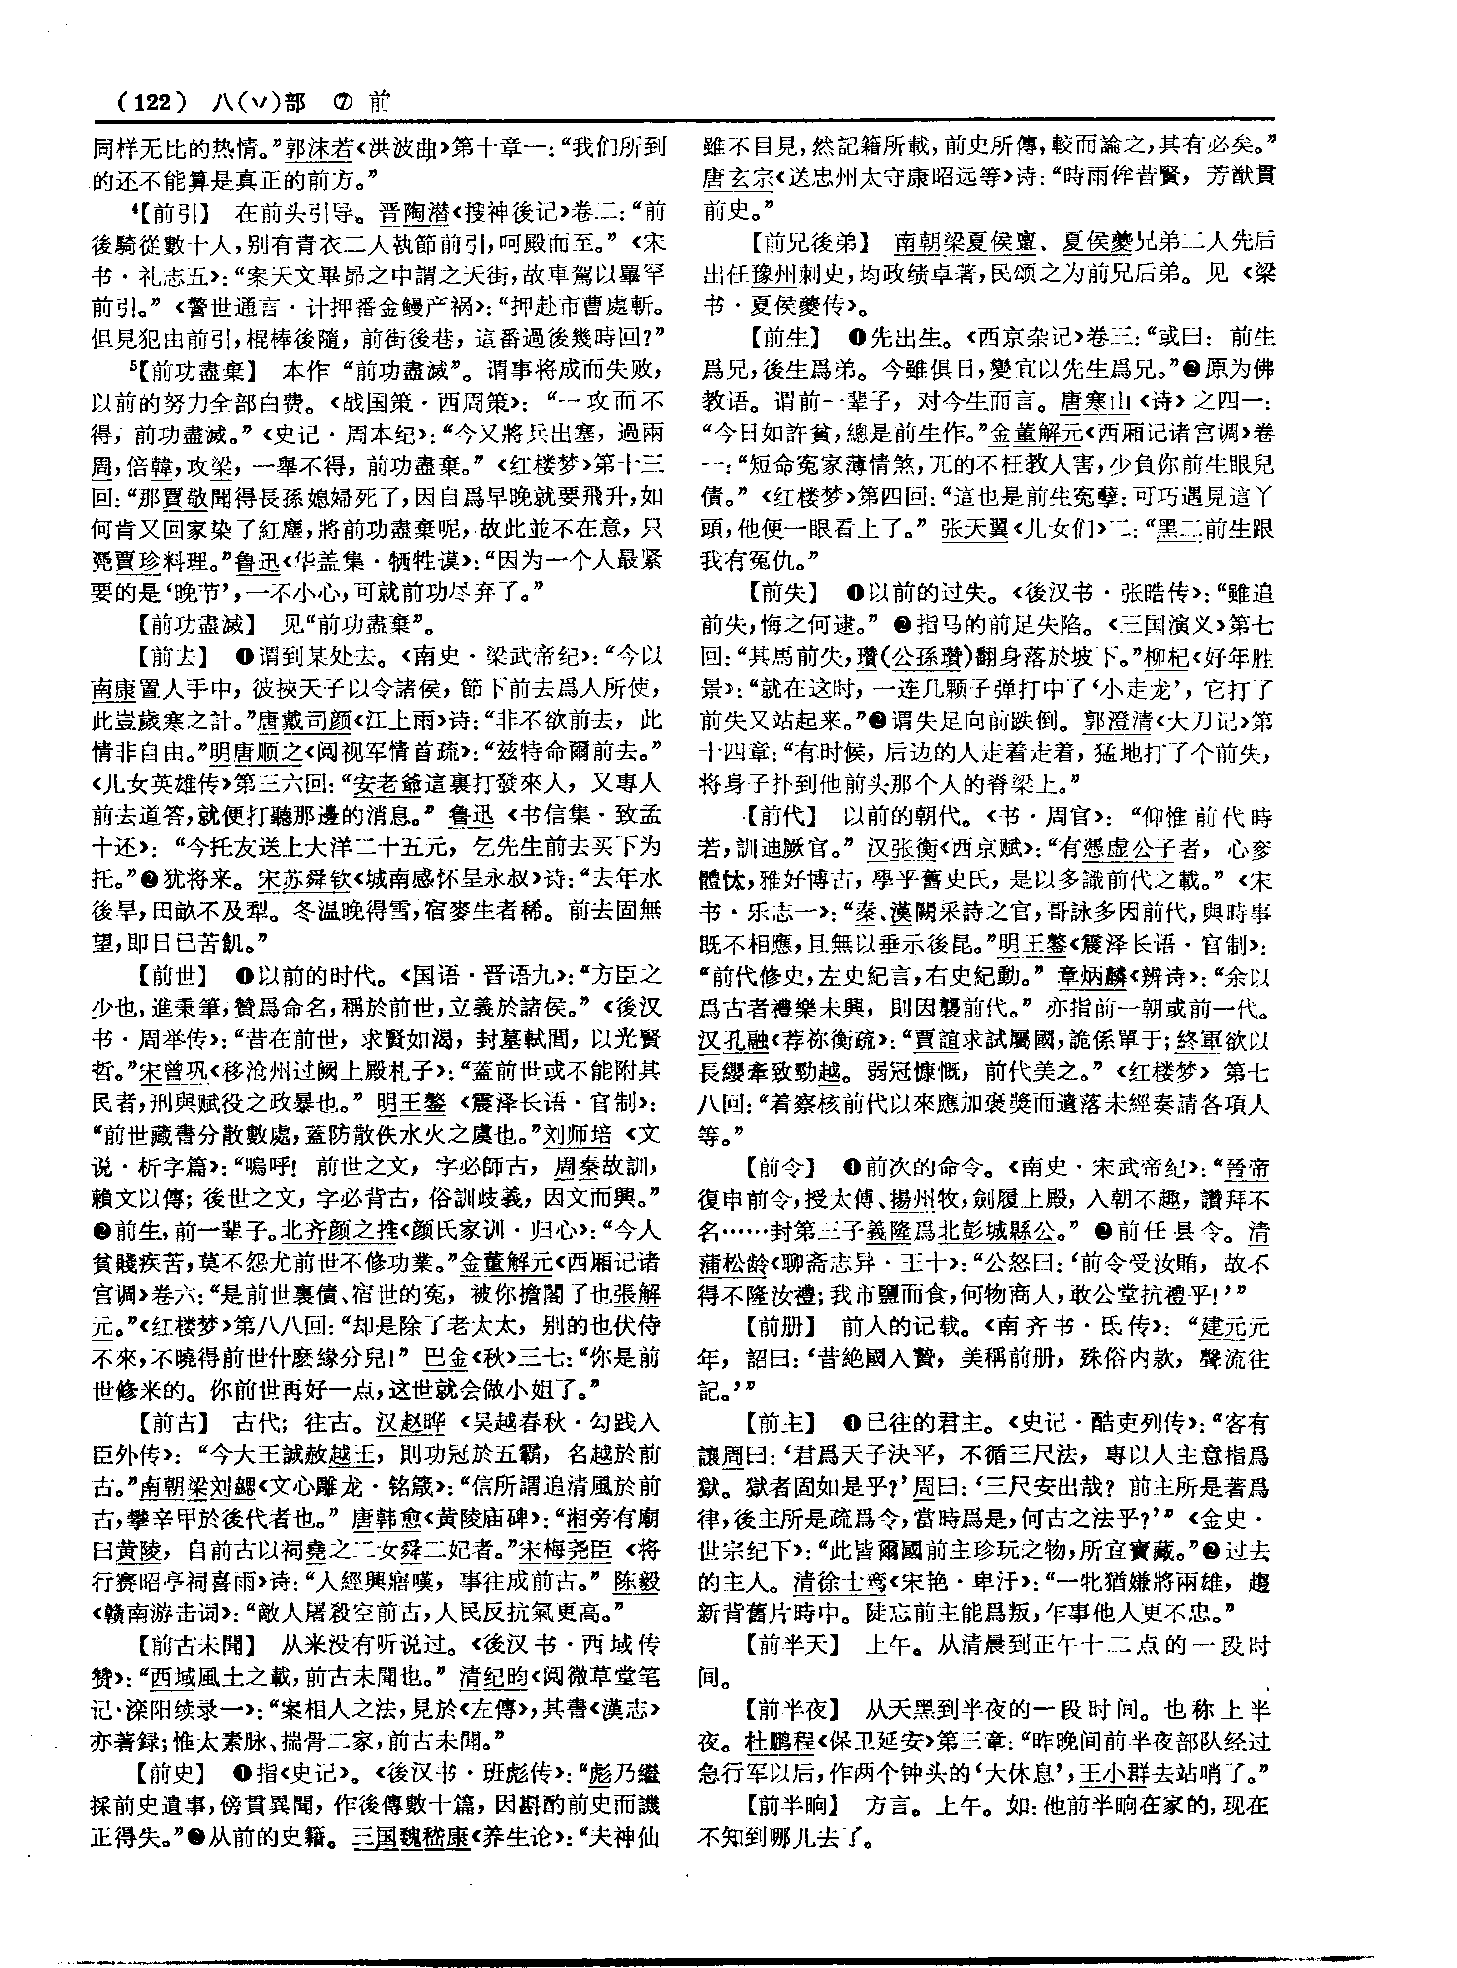 (122) 八(丷)部 ⑦ 前
同样无比的热情。”郭沫若《洪波曲》第十章一：“我们所到
的还不能算是真正的前方。”
⁴【前引】 在前头引导。晋陶潜《搜神後记》卷二：“前
後騎從數十人，别有青衣二人執節前引，呵殿而至。”《宋
书·礼志五》：“案天文畢昴之中謂之天街，故車駕以罼罕
前引。”《警世通言·计押番金鳗产祸》：“押赴市曹處斬。
但見犯由前引，棍棒後隨，前街後巷，這番過後幾時回？”
⁵【前功盡棄】 本作“前功盡滅”。谓事将成而失败，
以前的努力全部白费。《战国策·西周策》：“一攻而不
得，前功盡滅。”《史记·周本纪》：“今又將兵出塞，過兩
周，倍韓，攻梁，一舉不得，前功盡棄。”《红楼梦》第十三
回：“那賈敬聞得長孫媳婦死了，因自爲早晚就要飛升，如
何肯又回家染了紅塵，將前功盡棄呢，故此並不在意，只
凴賈珍料理。”鲁迅《华盖集·牺牲谟》：“因为一个人最紧
要的是‘晚节’，一不小心，可就前功尽弃了。”
【前功盡滅】 见“前功盡棄”。
【前去】 ❶谓到某处去。《南史·梁武帝纪》：“今以
南康置人手中，彼挾天子以令諸侯，節下前去爲人所使，
此豈歲寒之計。”唐戴司颜《江上雨》诗：“非不欲前去，此
情非自由。”明唐顺之《阅视军情首疏》：“兹特命爾前去。”
《儿女英雄传》第三六回：“安老爺這裏打發來人，又專人
前去道答，就便打聽那邊的消息。”鲁迅《书信集·致孟
十还》：“今托友送上大洋二十五元，乞先生前去买下为
托。”❷犹将来。宋苏舜钦《城南感怀呈永叔》诗：“去年水
後旱，田畝不及犁。冬温晚得雪，宿麥生者稀。前去固無
望，即日已苦飢。”
【前世】 ❶以前的时代。《国语·晋语九》：“方臣之
少也，進秉筆，贊爲命名，稱於前世，立義於諸侯。”《後汉
书·周举传》：“昔在前世，求賢如渴，封墓軾閭，以光賢
哲。”宋曾巩《移沧州过阙上殿札子》：“蓋前世或不能附其
民者，刑與赋役之政暴也。”明王鏊《震泽长语·官制》：
“前世藏書分散數處，蓋防散佚水火之虞也。”刘师培《文
说·析字篇》：“嗚呼！前世之文，字必師古，周秦故訓，
賴文以傳；後世之文，字必背古，俗訓歧義，因文而興。”
❷前生，前一辈子。北齐颜之推《颜氏家训·归心》：“今人
貧賤疾苦，莫不怨尤前世不修功業。”金董解元《西厢记诸
宫调》卷六：“是前世裏債、宿世的冤，被你擔閣了也張解
元。”《红楼梦》第八八回：“却是除了老太太，别的也伏侍
不來，不曉得前世什麽緣分兒！”巴金《秋》三七：“你是前
世修来的。你前世再好一点，这世就会做小姐了。”
【前古】 古代；往古。汉赵晔《吴越春秋·勾践入
臣外传》：“今大王誠赦越王，則功冠於五霸，名越於前
古。”南朝梁刘勰《文心雕龙·铭箴》：“信所謂追清風於前
古，攀辛甲於後代者也。”唐韩愈《黄陵庙碑》：“湘旁有廟
曰黄陵，自前古以祠堯之二女舜二妃者。”宋梅尧臣《将
行赛昭亭祠喜雨》诗：“人經興寤嘆，事往成前古。”陈毅
《赣南游击词》：“敵人屠殺空前古，人民反抗氣更高。”
【前古未聞】 从来没有听说过。《後汉书·西域传
赞》：“西域風土之載，前古未聞也。”清纪昀《阅微草堂笔
记·滦阳续录一》：“案相人之法，見於《左傳》，其書《漢志》
亦著録；惟太素脉、揣骨二家，前古未聞。”
【前史】 ❶指《史记》。《後汉书·班彪传》：“彪乃繼
採前史遺事，傍貫異聞，作後傳數十篇，因斟酌前史而譏
正得失。”❷从前的史籍。三国魏嵇康《养生论》：“夫神仙
雖不目見，然記籍所載，前史所傳，較而論之，其有必矣。”
唐玄宗《送忠州太守康昭远等》诗：“時雨侔昔賢，芳猷貫
前史。”
【前兄後弟】 南朝梁夏侯亶、夏侯夔兄弟二人先后
出任豫州刺史，均政绩卓著，民颂之为前兄后弟。见《梁
书·夏侯夔传》。
【前生】 ❶先出生。《西京杂记》卷三：“或曰：前生
爲兄，後生爲弟。今雖俱日，變宜以先生爲兄。”❷原为佛
教语。谓前一辈子，对今生而言。唐寒山《诗》之四一：
“今日如許貧，總是前生作。”金董解元《西厢记诸宫调》卷
一：“短命冤家薄情煞，兀的不枉教人害，少負你前生眼兒
債。”《红楼梦》第四回：“這也是前生冤孽：可巧遇見這丫
頭，他便一眼看上了。”张天翼《儿女们》二：“黑二前生跟
我有冤仇。”
【前失】 ❶以前的过失。《後汉书·张晧传》：“雖追
前失，悔之何逮。”❷指马的前足失陷。《三国演义》第七
回：“其馬前失，瓚（公孫瓚）翻身落於坡下。”柳杞《好年胜
景》：“就在这时，一连几颗子弹打中了‘小走龙’，它打了
前失又站起来。”❸谓失足向前跌倒。郭澄清《大刀记》第
十四章：“有时候，后边的人走着走着，猛地打了个前失，
将身子扑到他前头那个人的脊梁上。”
【前代】 以前的朝代。《书·周官》：“仰惟前代時
若，訓迪厥官。”汉张衡《西京赋》：“有憑虚公子者，心奓
體忲，雅好博古，學乎舊史氏，是以多識前代之載。”《宋
书·乐志一》：“秦、漢闕采詩之官，哥詠多因前代，與時事
既不相應，且無以垂示後昆。”明王鏊《震泽长语·官制》：
“前代修史，左史紀言，右史紀動。”章炳麟《辨诗》：“余以
爲古者禮樂未興，則因襲前代。”亦指前一朝或前一代。
汉孔融《荐祢衡疏》：“賈誼求試屬國，詭係單于；終軍欲以
長纓牽致勁越。弱冠慷慨，前代美之。”《红楼梦》第七
八回：“着察核前代以來應加褒獎而遺落未經奏請各項人
等。”
【前令】 ❶前次的命令。《南史·宋武帝纪》：“晉帝
復申前令，授太傅、揚州牧，劍履上殿，入朝不趨，讚拜不
名……封第三子義隆爲北彭城縣公。”❷前任县令。清
蒲松龄《聊斋志异·王十》：“公怒曰：‘前令受汝賄，故不
得不隆汝禮；我市鹽而食，何物商人，敢公堂抗禮乎！’”
【前册】 前人的记载。《南齐书·氐传》：“建元元
年，詔曰：‘昔絶國入贄，美稱前册，殊俗内款，聲流往
記。’”
【前主】 ❶已往的君主。《史记·酷吏列传》：“客有
讓周曰：‘君爲天子決平，不循三尺法，專以人主意指爲
獄。獄者固如是乎？’周曰：‘三尺安出哉？前主所是著爲
律，後主所是疏爲令，當時爲是，何古之法乎？’”《金史·
世宗纪下》：“此皆爾國前主珍玩之物，所宜寶藏。”❷过去
的主人。清徐士鸾《宋艳·卑汙》：“一牝猶嫌將兩雄，趨
新背舊片時中。陡忘前主能爲叛，乍事他人更不忠。”
【前半天】 上午。从清晨到正午十二点的一段时
间。
【前半夜】 从天黑到半夜的一段时间。也称上半
夜。杜鹏程《保卫延安》第三章：“昨晚间前半夜部队经过
急行军以后，作两个钟头的‘大休息’，王小群去站哨了。”
【前半晌】 方言。上午。如：他前半晌在家的，现在
不知到哪儿去了。